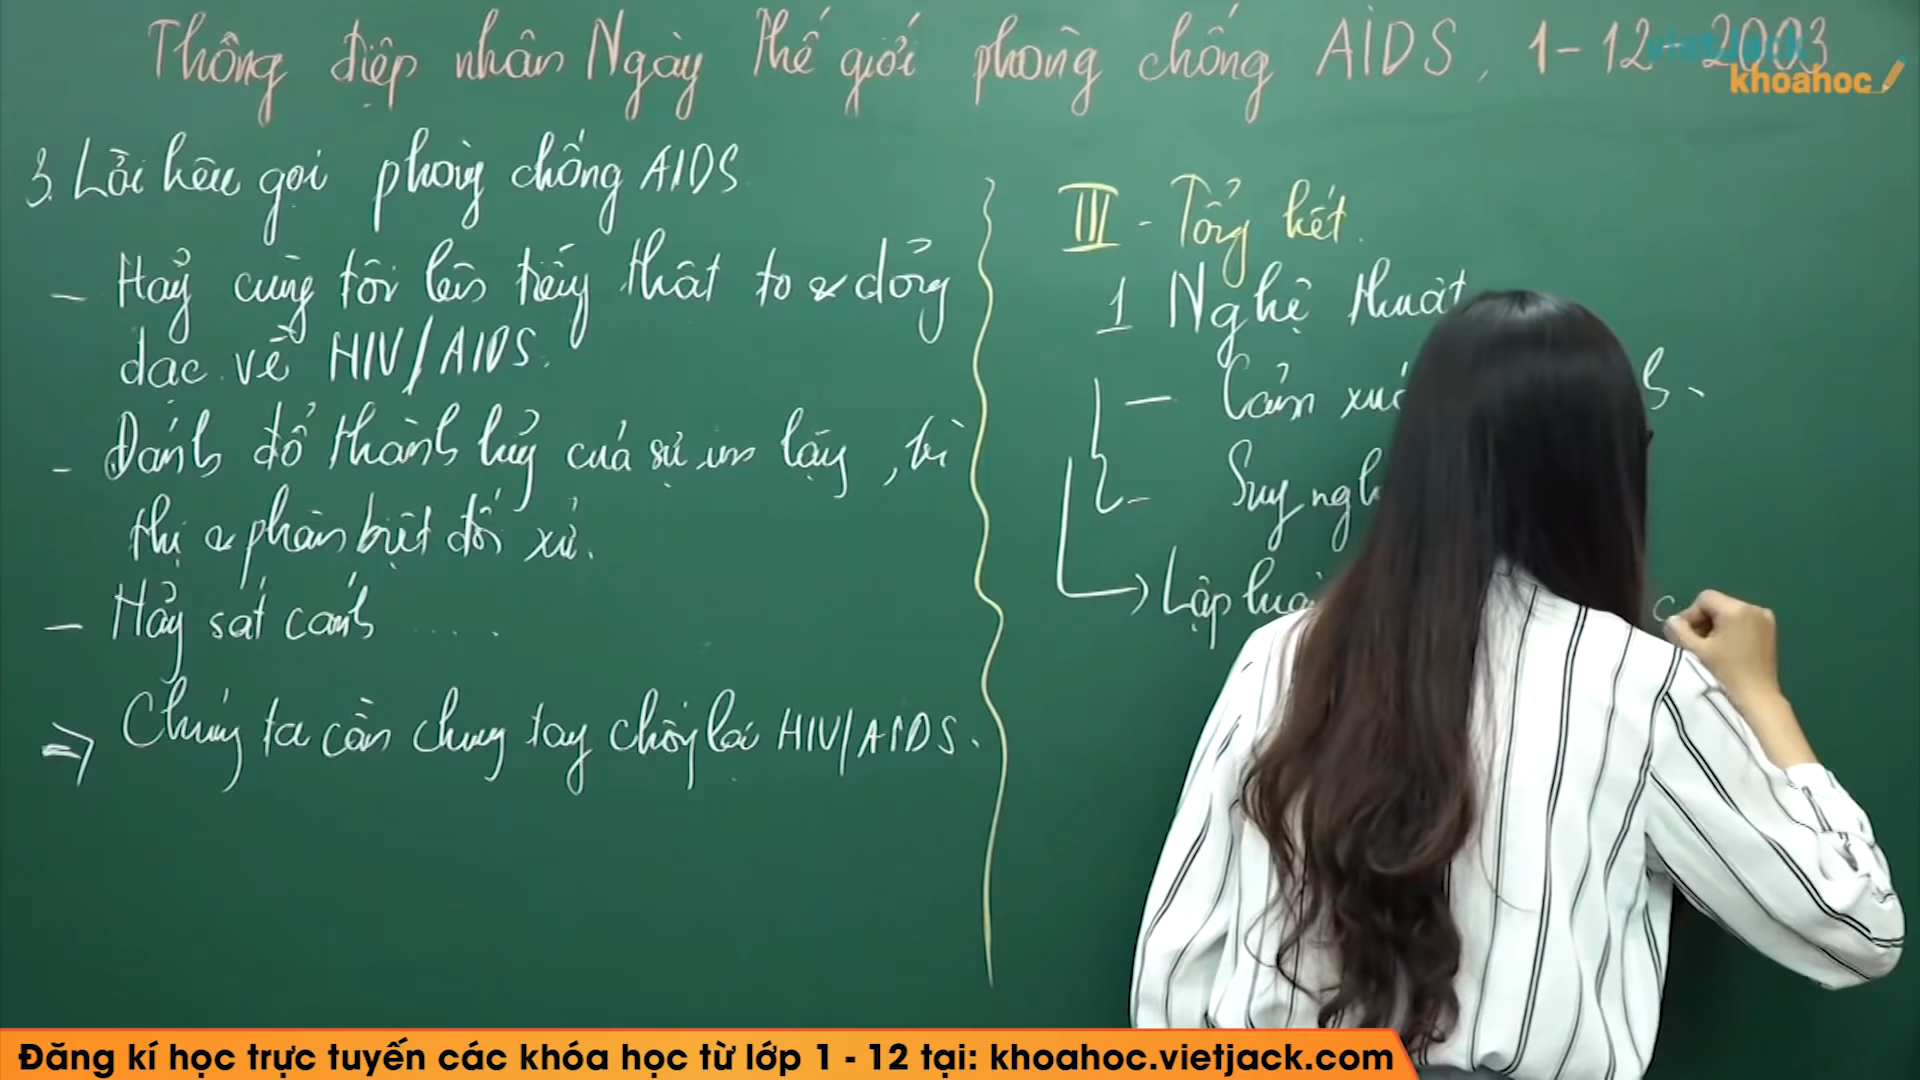 Thông điệp nhân Ngày Thế giới phòng chống AIDS, 1-12-2003
vietjack
khoahoc
3. Lời kêu gọi phòng chống AIDS
- Hãy cùng tôi lên tiếng thật to & dõng
dạc về HIV/AIDS.
- Đánh đổ thành lũy của sự im lặng, kì
thị & phân biệt đối xử.
- Hãy sát cánh ....
=> Chúng ta cần chung tay chống lại HIV/AIDS.
III - Tổng kết.
1 Nghệ thuật
- Cảm xúc
- Suy ngh
-> Lập luận
Đăng kí học trực tuyến các khóa học từ lớp 1 - 12 tại: khoahoc.vietjack.com